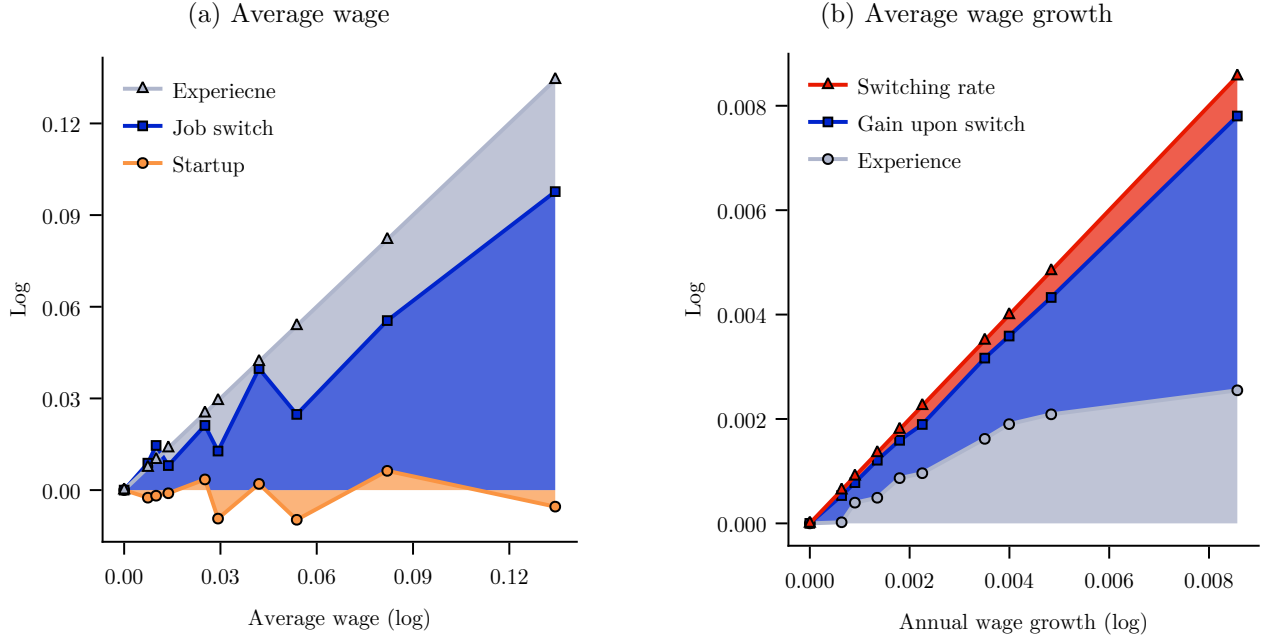 (a) Average wage
Experiecne
Job switch
Startup
Log
0.12
0.09
0.06
0.03
0.00
0.00 0.03 0.06 0.09 0.12
Average wage (log)
(b) Average wage growth
Switching rate
Gain upon switch
Experience
Log
0.008
0.006
0.004
0.002
0.000
0.000 0.002 0.004 0.006 0.008
Annual wage growth (log)